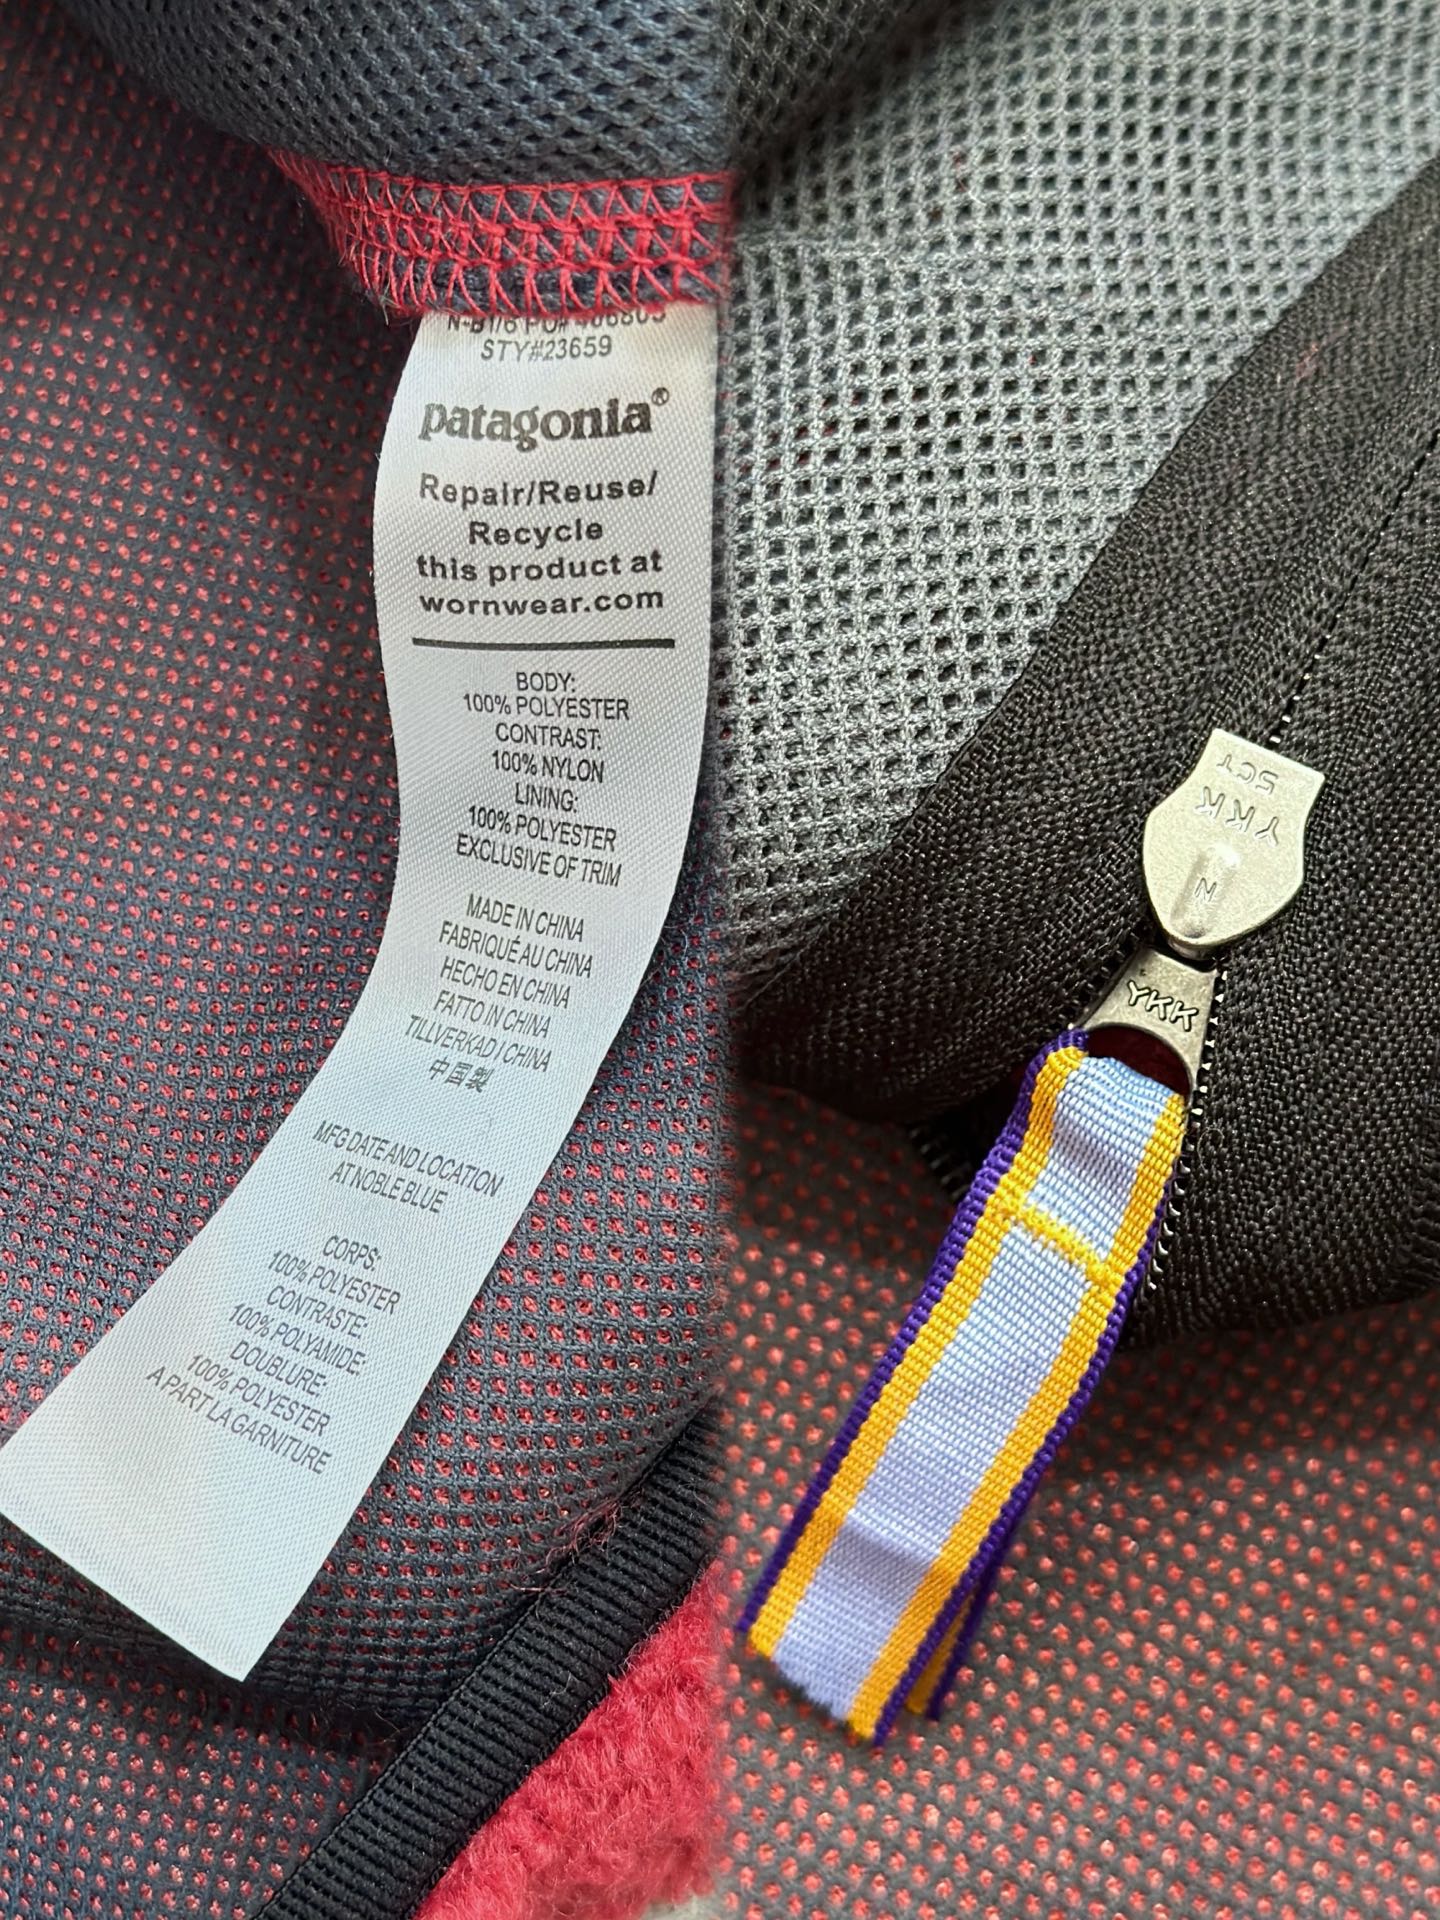 STY#23659
patagonia®
Repair/Reuse/
Recycle
this product at
wornwear.com
BODY:
100% POLYESTER
CONTRAST:
100% NYLON
LINING:
100% POLYESTER
EXCLUSIVE OF TRIM
MADE IN CHINA
FABRIQUÉ AU CHINA
HECHO EN CHINA
FATTO IN CHINA
TILLVERKAD I CHINA
中国製
MFG DATE AND LOCATION
AT NOBLE BLUE
CORPS:
100% POLYESTER
CONTRASTE:
100% POLYAMIDE:
DOUBLURE:
100% POLYESTER
A PART LA GARNITURE
YKK
N
YKK